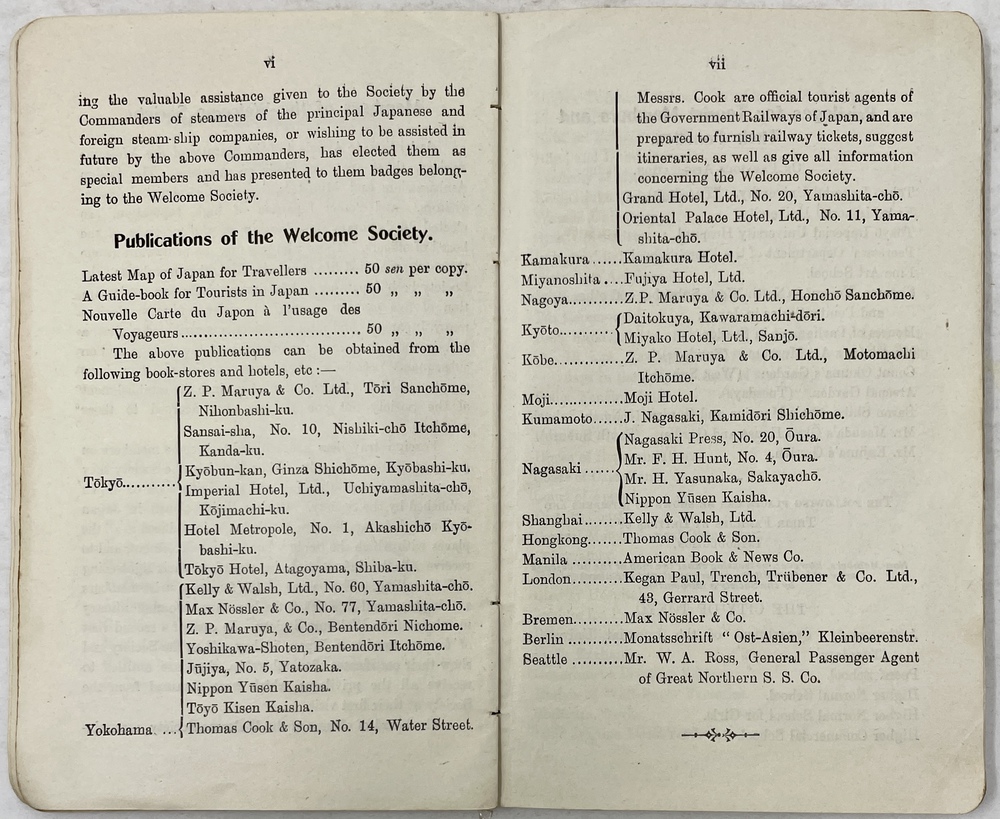 vi
ing the valuable assistance given to the Society by the
Commanders of steamers of the principal Japanese and
foreign steam-ship companies, or wishing to be assisted in
future by the above Commanders, has elected them as
special members and has presented to them badges belong-
ing to the Welcome Society.
Publications of the Welcome Society.
Latest Map of Japan for Travellers ......... 50 sen per copy.
A Guide-book for Tourists in Japan ......... 50 „ „ „
Nouvelle Carte du Japon à l'usage des
Voyageurs.................................... 50 „ „ „
The above publications can be obtained from the
following book-stores and hotels, etc :—
Z. P. Maruya & Co. Ltd., Tōri Sanchōme,
Nihonbashi-ku.
Sansai-sha, No. 10, Nishiki-chō Itchōme,
Kanda-ku.
Kyōbun-kan, Ginza Shichōme, Kyōbashi-ku.
Tōkyō..........
Imperial Hotel, Ltd., Uchiyamashita-chō,
Kōjimachi-ku.
Hotel Metropole, No. 1, Akashichō Kyō-
bashi-ku.
Tōkyō Hotel, Atagoyama, Shiba-ku.
Kelly & Walsh, Ltd., No. 60, Yamashita-chō.
Max Nössler & Co., No. 77, Yamashita-chō.
Z. P. Maruya, & Co., Bentendōri Nichome.
Yoshikawa-Shoten, Bentendōri Itchōme.
Jūjiya, No. 5, Yatozaka.
Nippon Yūsen Kaisha.
Tōyō Kisen Kaisha.
Yokohama ... Thomas Cook & Son, No. 14, Water Street.
vii
Messrs. Cook are official tourist agents of
the Government Railways of Japan, and are
prepared to furnish railway tickets, suggest
itineraries, as well as give all information
concerning the Welcome Society.
Grand Hotel, Ltd., No. 20, Yamashita-chō.
Oriental Palace Hotel, Ltd., No. 11, Yama-
shita-chō.
Kamakura......Kamakura Hotel.
Miyanoshita....Fujiya Hotel, Ltd.
Nagoya..........Z.P. Maruya & Co. Ltd., Honchō Sanchōme.
Daitokuya, Kawaramachi-dōri.
Kyōto..........
Miyako Hotel, Ltd., Sanjō.
Kōbe............Z. P. Maruya & Co. Ltd., Motomachi
Itchōme.
Moji.............Moji Hotel.
Kumamoto......J. Nagasaki, Kamidōri Shichōme.
Nagasaki Press, No. 20, Ōura.
Mr. F. H. Hunt, No. 4, Ōura.
Nagasaki ......
Mr. H. Yasunaka, Sakayachō.
Nippon Yūsen Kaisha.
Shanghai.......Kelly & Walsh, Ltd.
Hongkong.......Thomas Cook & Son.
Manila .........American Book & News Co.
London.........Kegan Paul, Trench, Trübener & Co. Ltd.,
43, Gerrard Street.
Bremen.........Max Nössler & Co.
Berlin .........Monatsschrift “Ost-Asien,” Kleinbeerenstr.
Seattle ..........Mr. W. A. Ross, General Passenger Agent
of Great Northern S. S. Co.